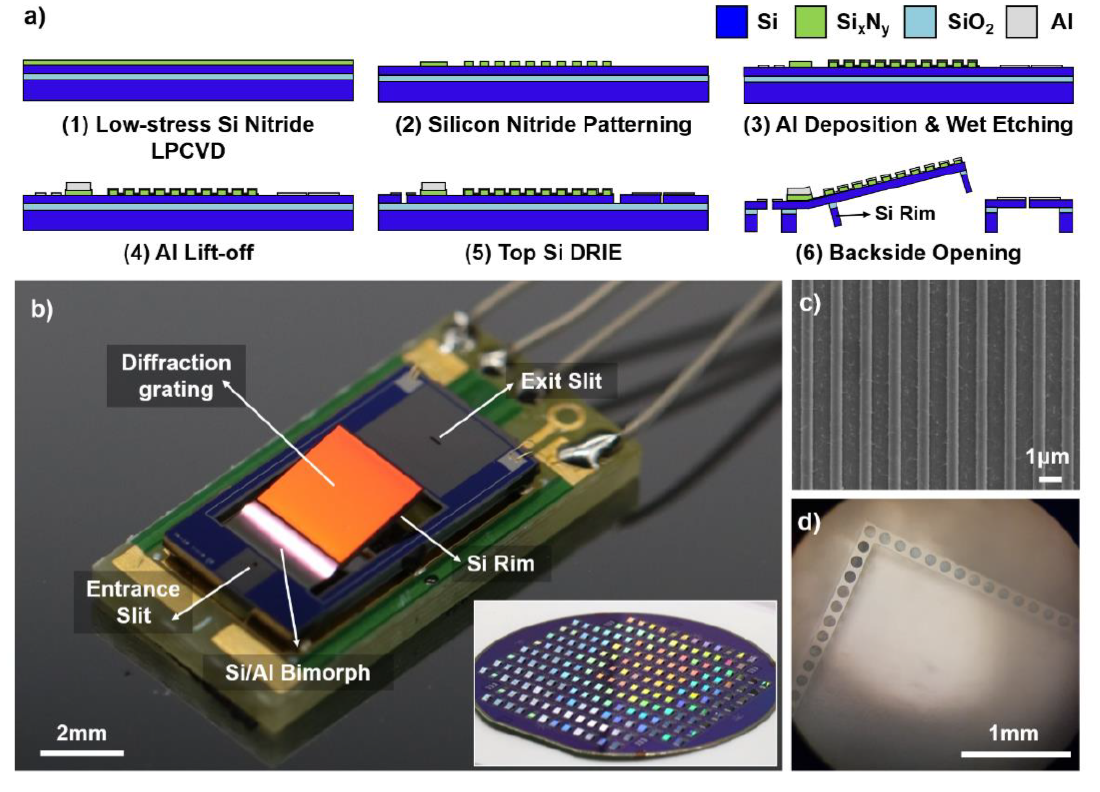 a)
Si
SixNy
SiO2
Al
(1) Low-stress Si Nitride
LPCVD
(2) Silicon Nitride Patterning
(3) Al Deposition & Wet Etching
(4) Al Lift-off
(5) Top Si DRIE
Si Rim
(6) Backside Opening
b)
Diffraction
grating
Exit Slit
Si Rim
Entrance
Slit
Si/Al Bimorph
2mm
c)
1μm
d)
1mm